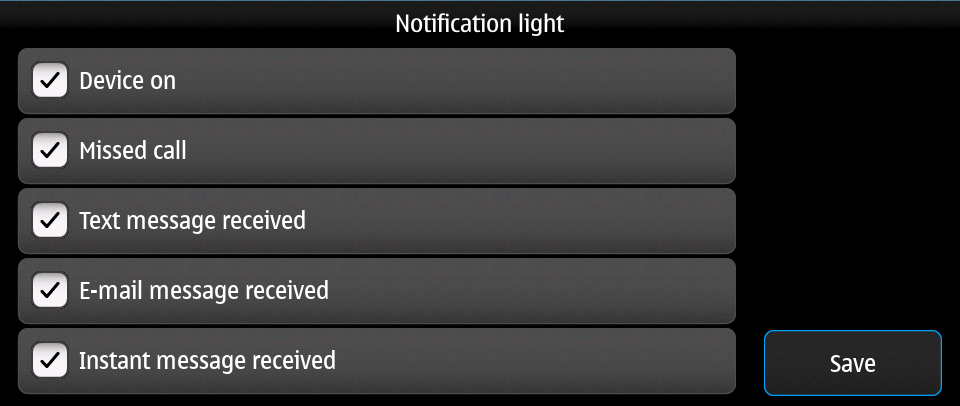 Notification light
Device on
Missed call
Text message received
E-mail message received
Instant message received
Save